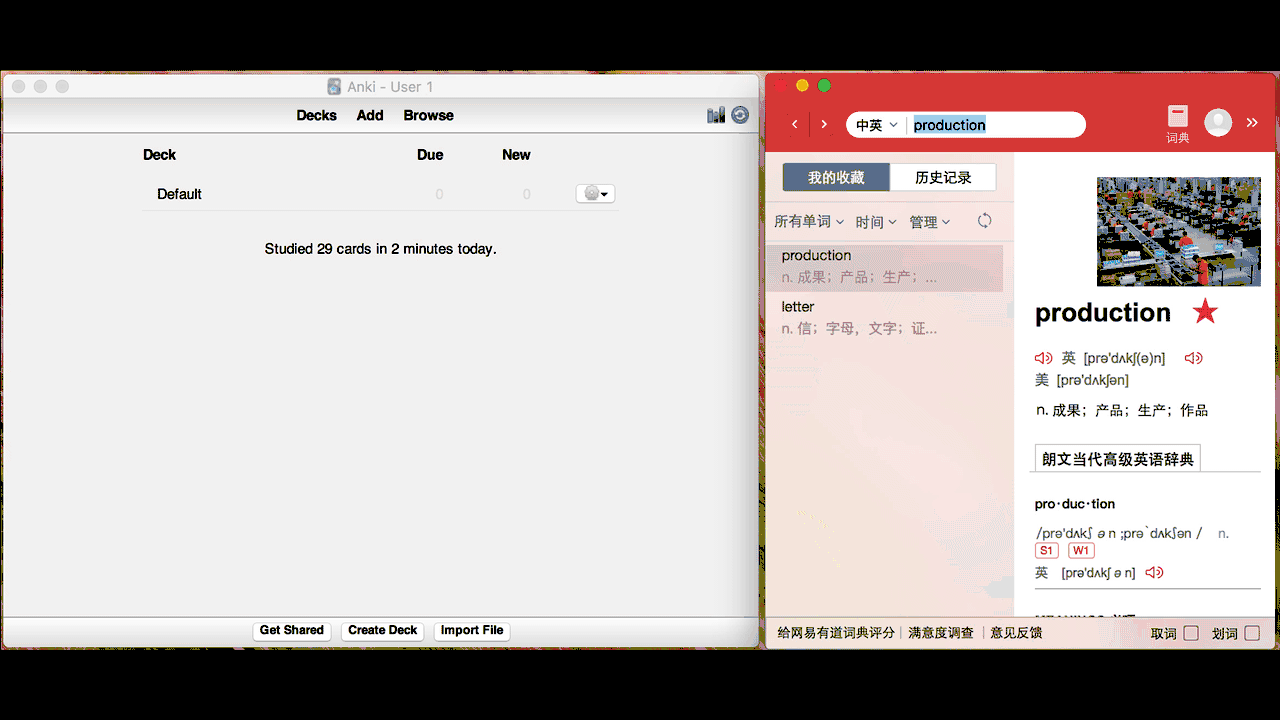 Anki - User 1
Decks Add Browse
Deck Due New
Default 0 0
Studied 29 cards in 2 minutes today.
Get Shared Create Deck Import File
中英 production
词典
我的收藏 历史记录
所有单词 时间 管理
production
n. 成果；产品；生产；...
letter
n. 信；字母，文字；证...
production
英 [prə'dʌkʃ(ə)n]
美 [prə'dʌkʃən]
n. 成果；产品；生产；作品
朗文当代高级英语辞典
pro·duc·tion
/prə'dʌkʃ ə n ;prə`dʌkʃən / n.
S1 W1
英 [prə'dʌkʃ ə n]
给网易有道词典评分 | 满意度调查 | 意见反馈
取词 划词